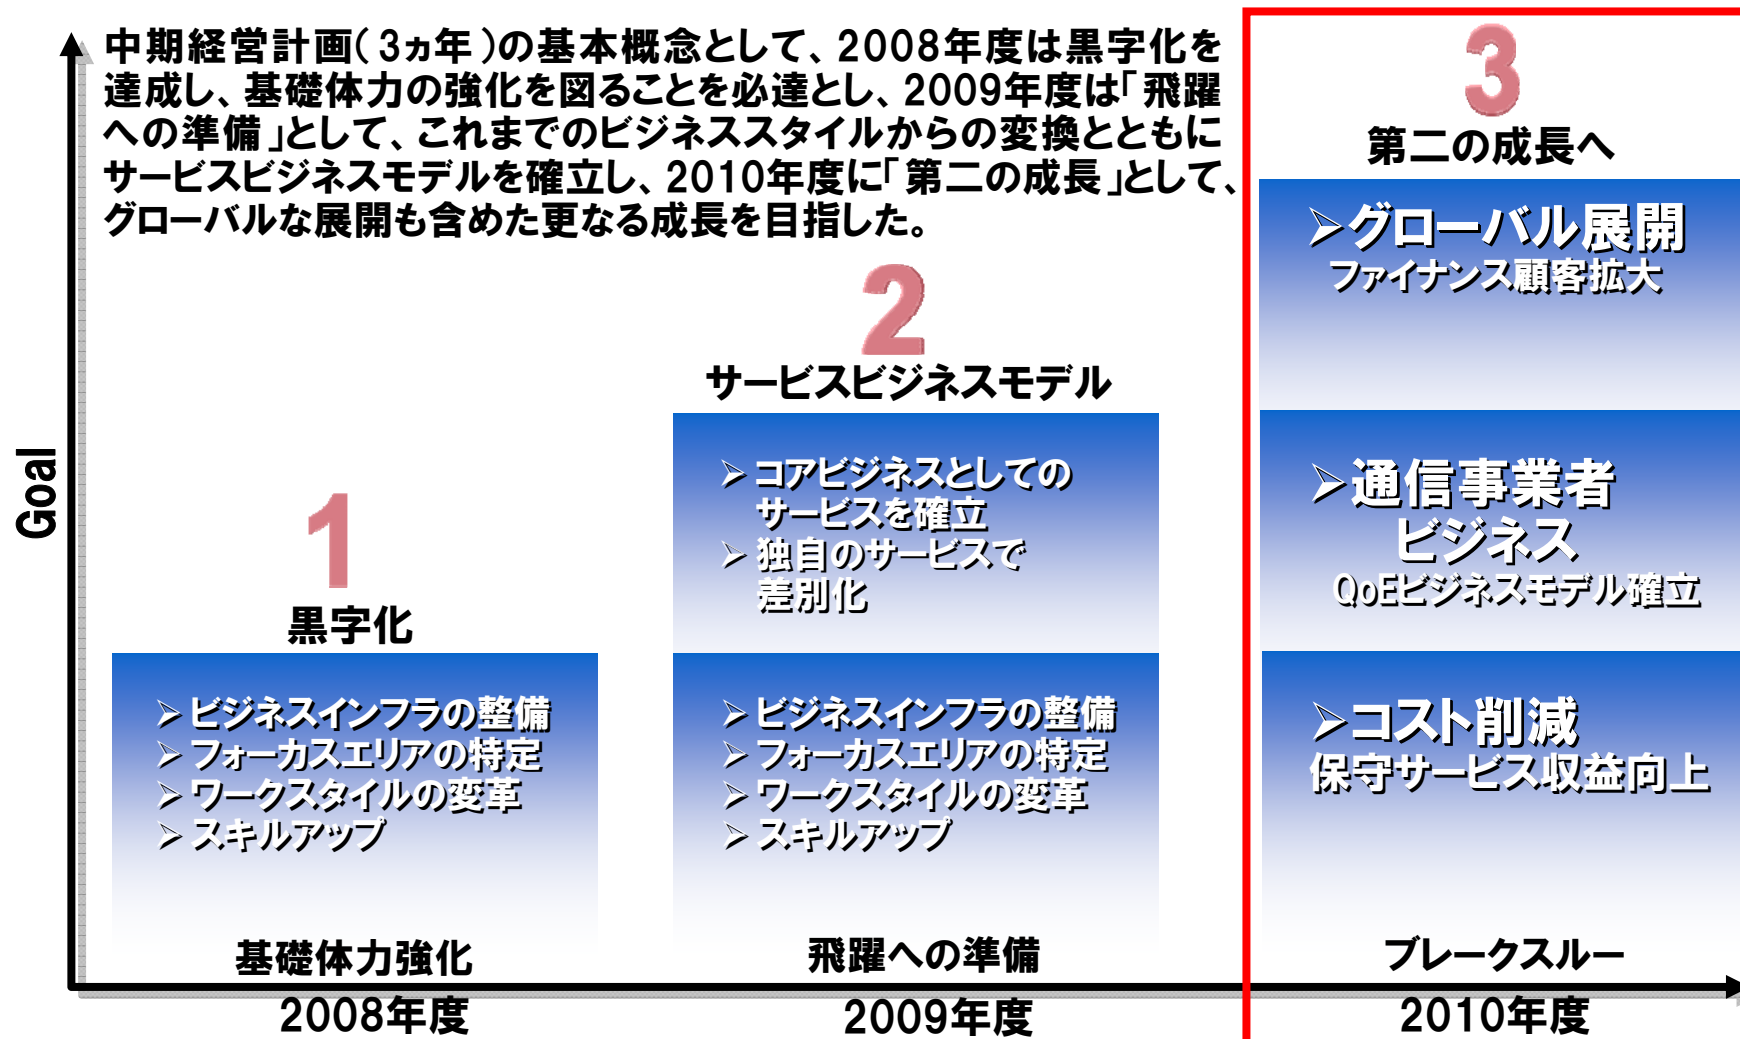 中期経営計画(3ヵ年)の基本概念として、2008年度は黒字化を
達成し、基礎体力の強化を図ることを必達とし、2009年度は「飛躍
への準備」として、これまでのビジネススタイルからの変換とともに
サービスビジネスモデルを確立し、2010年度に「第二の成長」として、
グローバルな展開も含めた更なる成長を目指した。
Goal
1
黒字化
➢ビジネスインフラの整備
➢フォーカスエリアの特定
➢ワークスタイルの変革
➢スキルアップ
基礎体力強化
2008年度
2
サービスビジネスモデル
➢コアビジネスとしての
サービスを確立
➢独自のサービスで
差別化
➢ビジネスインフラの整備
➢フォーカスエリアの特定
➢ワークスタイルの変革
➢スキルアップ
飛躍への準備
2009年度
3
第二の成長へ
➢グローバル展開
ファイナンス顧客拡大
➢通信事業者
ビジネス
QoEビジネスモデル確立
➢コスト削減
保守サービス収益向上
ブレークスルー
2010年度